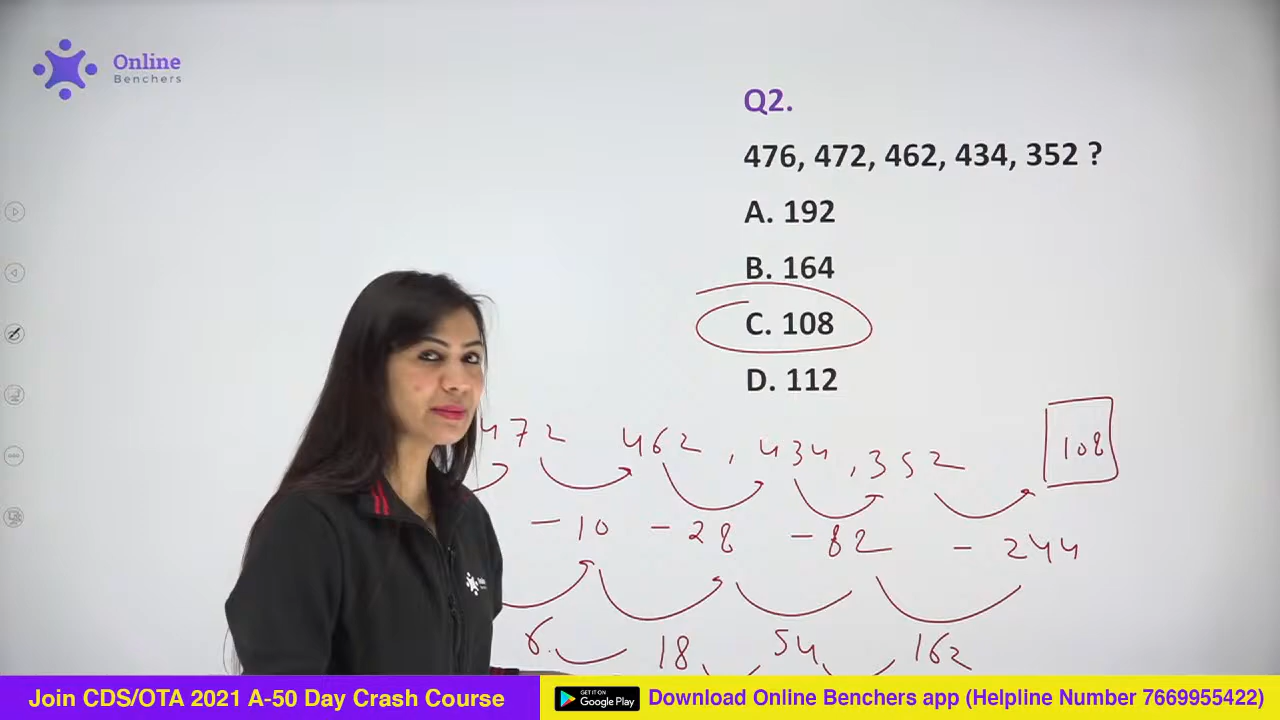 Online
Benchers
Q2.
476, 472, 462, 434, 352 ?
A. 192
B. 164
C. 108
D. 112
472 462 , 434 , 352 108
- 10 - 28 - 82 - 244
6 18 54 162
Join CDS/OTA 2021 A-50 Day Crash Course
GET IT ON
Google Play
Download Online Benchers app (Helpline Number 7669955422)